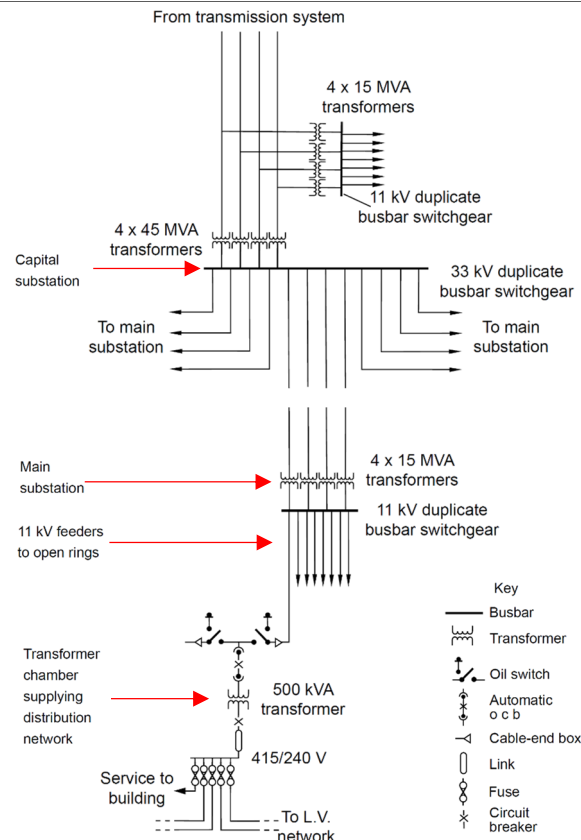 From transmission system
4 x 15 MVA
transformers
11 kV duplicate
busbar switchgear
4 x 45 MVA
transformers
Capital
substation
33 kV duplicate
busbar switchgear
To main
substation
To main
substation
Main
substation
4 x 15 MVA
transformers
11 kV duplicate
busbar switchgear
11 kV feeders
to open rings
Transformer
chamber
supplying
distribution
network
500 kVA
transformer
415/240 V
Service to
building
To L.V.
network
Key
Busbar
Transformer
Oil switch
Automatic
o c b
Cable-end box
Link
Fuse
Circuit
breaker